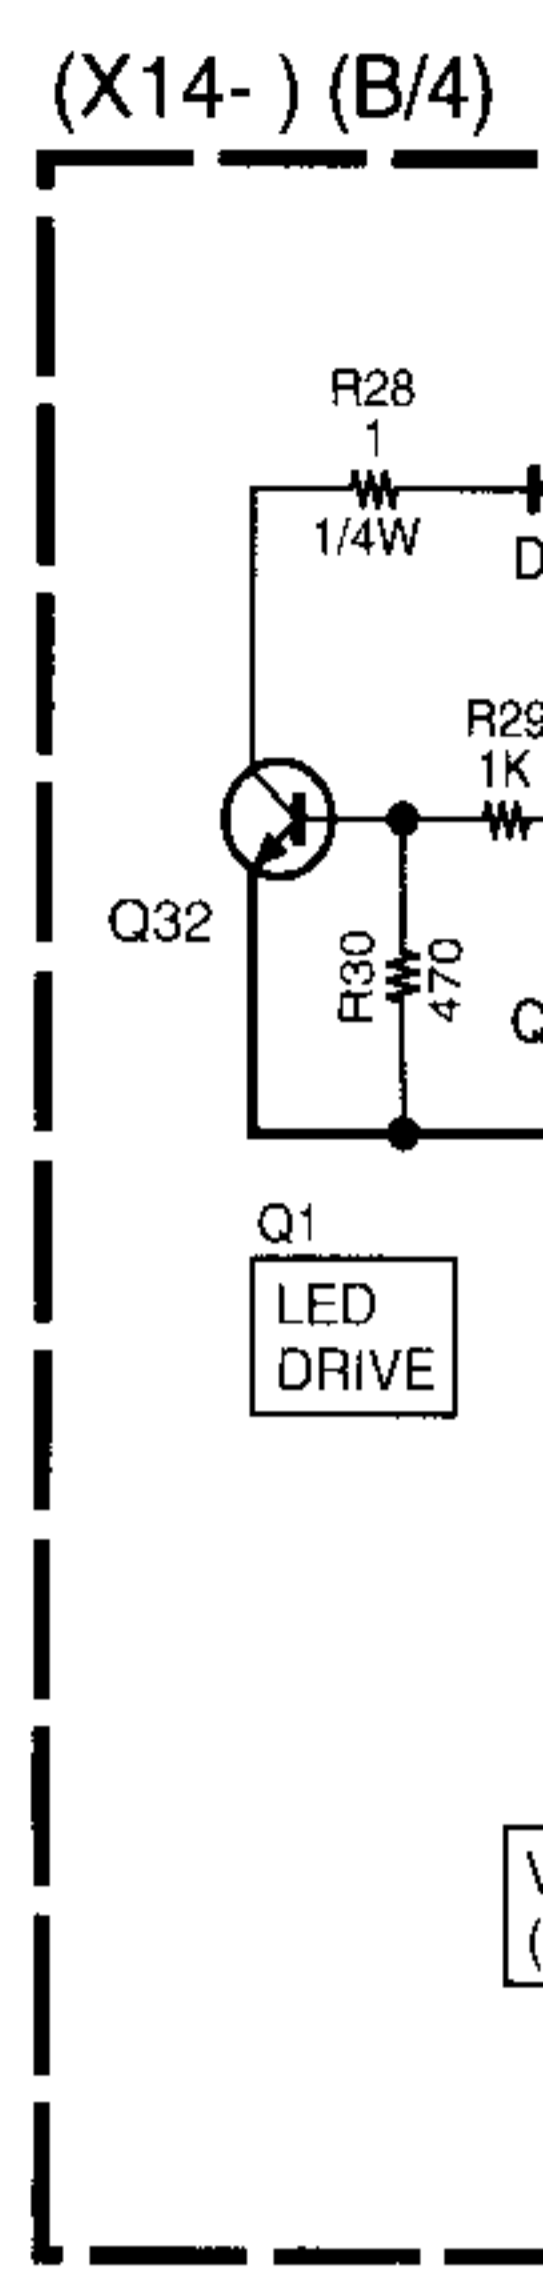 (X14- ) (B/4)
R28
1
1/4W
D
R29
1K
Q32
R30
470
Q
Q1
LED
DRIVE
V
(